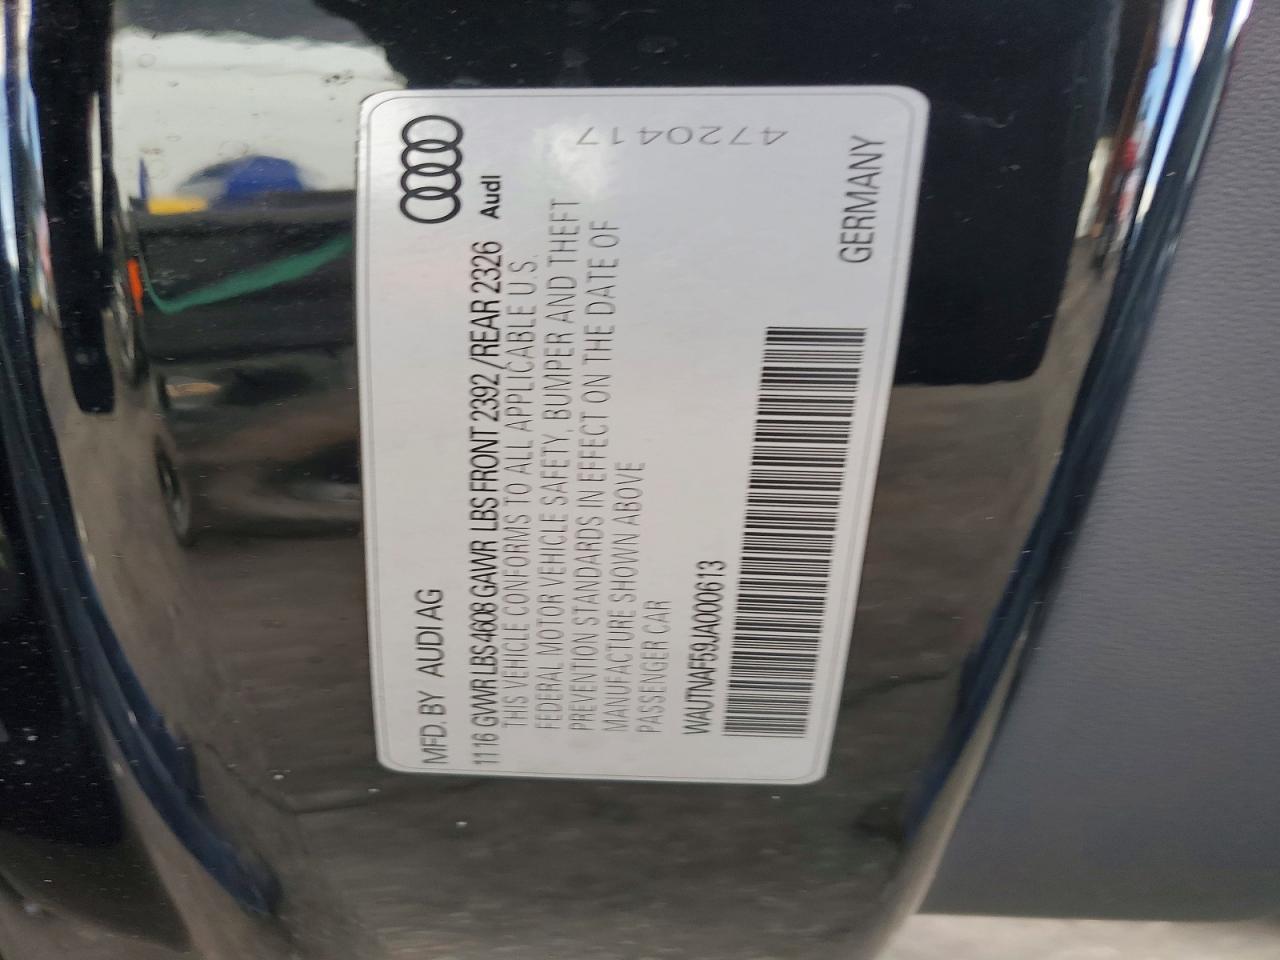 MFD. BY AUDI AG
Audi
1116 GVWR LBS 4608 GAWR LBS FRONT 2392 /REAR 2326
THIS VEHICLE CONFORMS TO ALL APPLICABLE U.S.
FEDERAL MOTOR VEHICLE SAFETY, BUMPER AND THEFT
PREVENTION STANDARDS IN EFFECT ON THE DATE OF
MANUFACTURE SHOWN ABOVE
PASSENGER CAR
4720417
WAUTNAF59JA000613
GERMANY